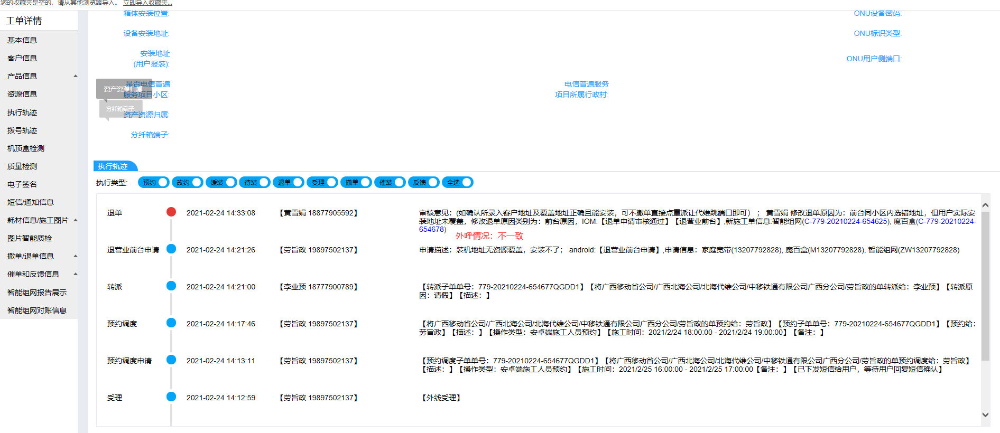 您的收藏夹是空的，请从其他浏览器导入。 立即导入收藏夹...
工单详情
基本信息
客户信息
产品信息
资源信息
执行轨迹
拨号轨迹
机顶盒检测
质量检测
电子签名
短信/通知信息
耗材信息/施工图片
图片智能质检
撤单/退单信息
催单和反馈信息
智能组网报告展示
智能组网对账信息
箱体安装位置:
ONU设备密码:
设备安装地址:
ONU标识类型:
安装地址
(用户报装):
ONU用户侧端口:
是否电信普遍
服务项目小区:
电信普遍服务
项目所属行政村:
资产资源归属
分纤箱端子:
资产资源归属:
分纤箱端子:
执行轨迹
执行类型: 预约 改约 缓装 待装 退单 受理 撤单 催装 反馈 全选
退单 2021-02-24 14:33:08 【黄雪娟 18877905592】 审核意见：(如确认所录入客户地址及覆盖地址正确且能安装，可不撤单直接点重派让代维跳端口即可） ； 黄雪娟 修改退单原因为：前台同小区内选错地址，但用户实际安
装地址未覆盖，修改退单原因类别为：前台原因，IOM:【退单申请审核通过】【退营业前台】,新施工单信息:智能组网(C-779-20210224-654625), 魔百盒(C-779-20210224-
654678)
外呼情况：不一致
退营业前台申请 2021-02-24 14:21:26 【劳旨政 19897502137】 申请描述：装机地址无资源覆盖，安装不了； android:【退营业前台申请】,申请信息：家庭宽带(13207792828), 魔百盒(M13207792828), 智能组网(ZW13207792828)
转派 2021-02-24 14:21:00 【李业预 18777900789】 【转派子单单号：779-20210224-654677QGDD1】【将广西移动省公司/广西北海公司/北海代维公司/中移铁通有限公司广西分公司/劳旨政的单转派给：李业预】【转派原
因：请假】【描述：】
预约调度 2021-02-24 14:17:46 【劳旨政 19897502137】 【将广西移动省公司/广西北海公司/北海代维公司/中移铁通有限公司广西分公司/劳旨政的单预约给：劳旨政】【预约子单单号：779-20210224-654677QGDD1】【预约给：
劳旨政】【描述：】【操作类型：安卓端施工人员预约】【施工时间：2021/2/24 18:00:00 - 2021/2/24 19:00:00】【备注：】
预约调度申请 2021-02-24 14:13:11 【劳旨政 19897502137】 【预约调度子单单号：779-20210224-654677QGDD1】【将广西移动省公司/广西北海公司/北海代维公司/中移铁通有限公司广西分公司/劳旨政的单预约调度给：劳旨政】
【描述：】【操作类型：安卓端施工人员预约】【施工时间：2021/2/25 16:00:00 - 2021/2/25 17:00:00【备注：】【已下发短信给用户，等待用户回复短信确认】
受理 2021-02-24 14:12:59 【劳旨政 19897502137】 【外线受理】